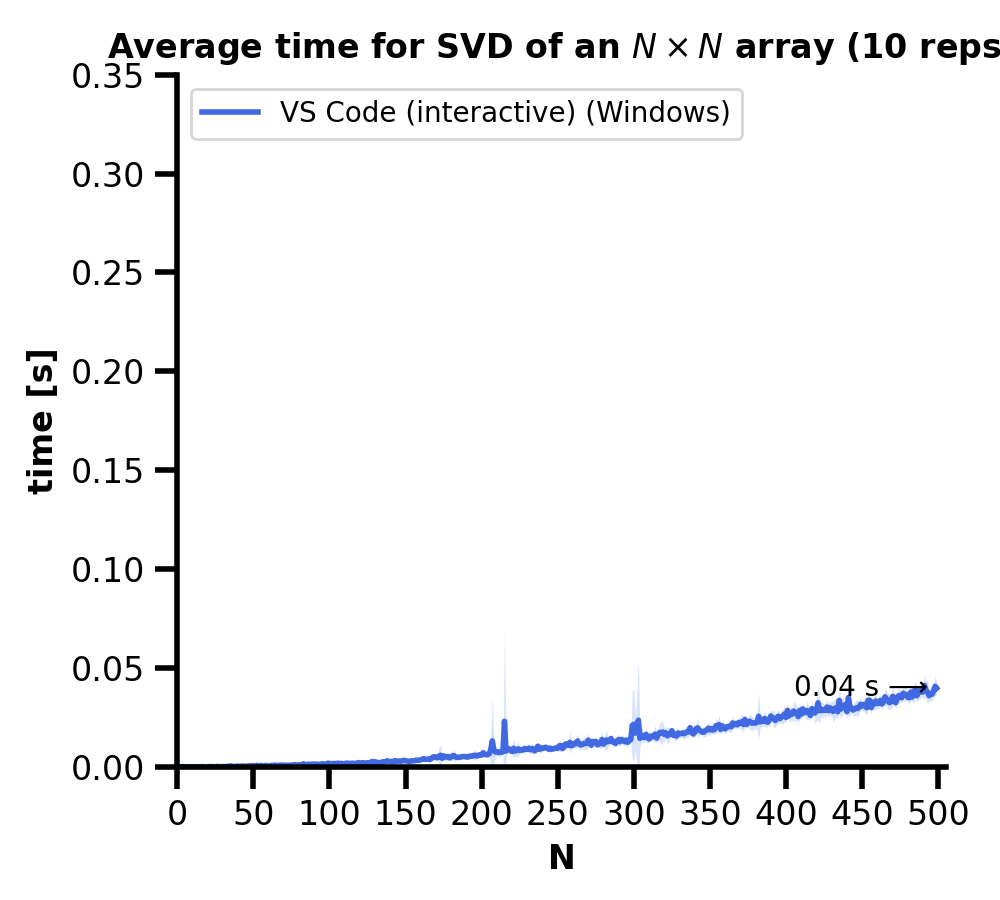 Average time for SVD of an N × N array (10 reps
0.35
VS Code (interactive) (Windows)
0.30
0.25
0.20
0.15
0.10
0.05
0.00
time [s]
0.04 s →
0 50 100 150 200 250 300 350 400 450 500
N